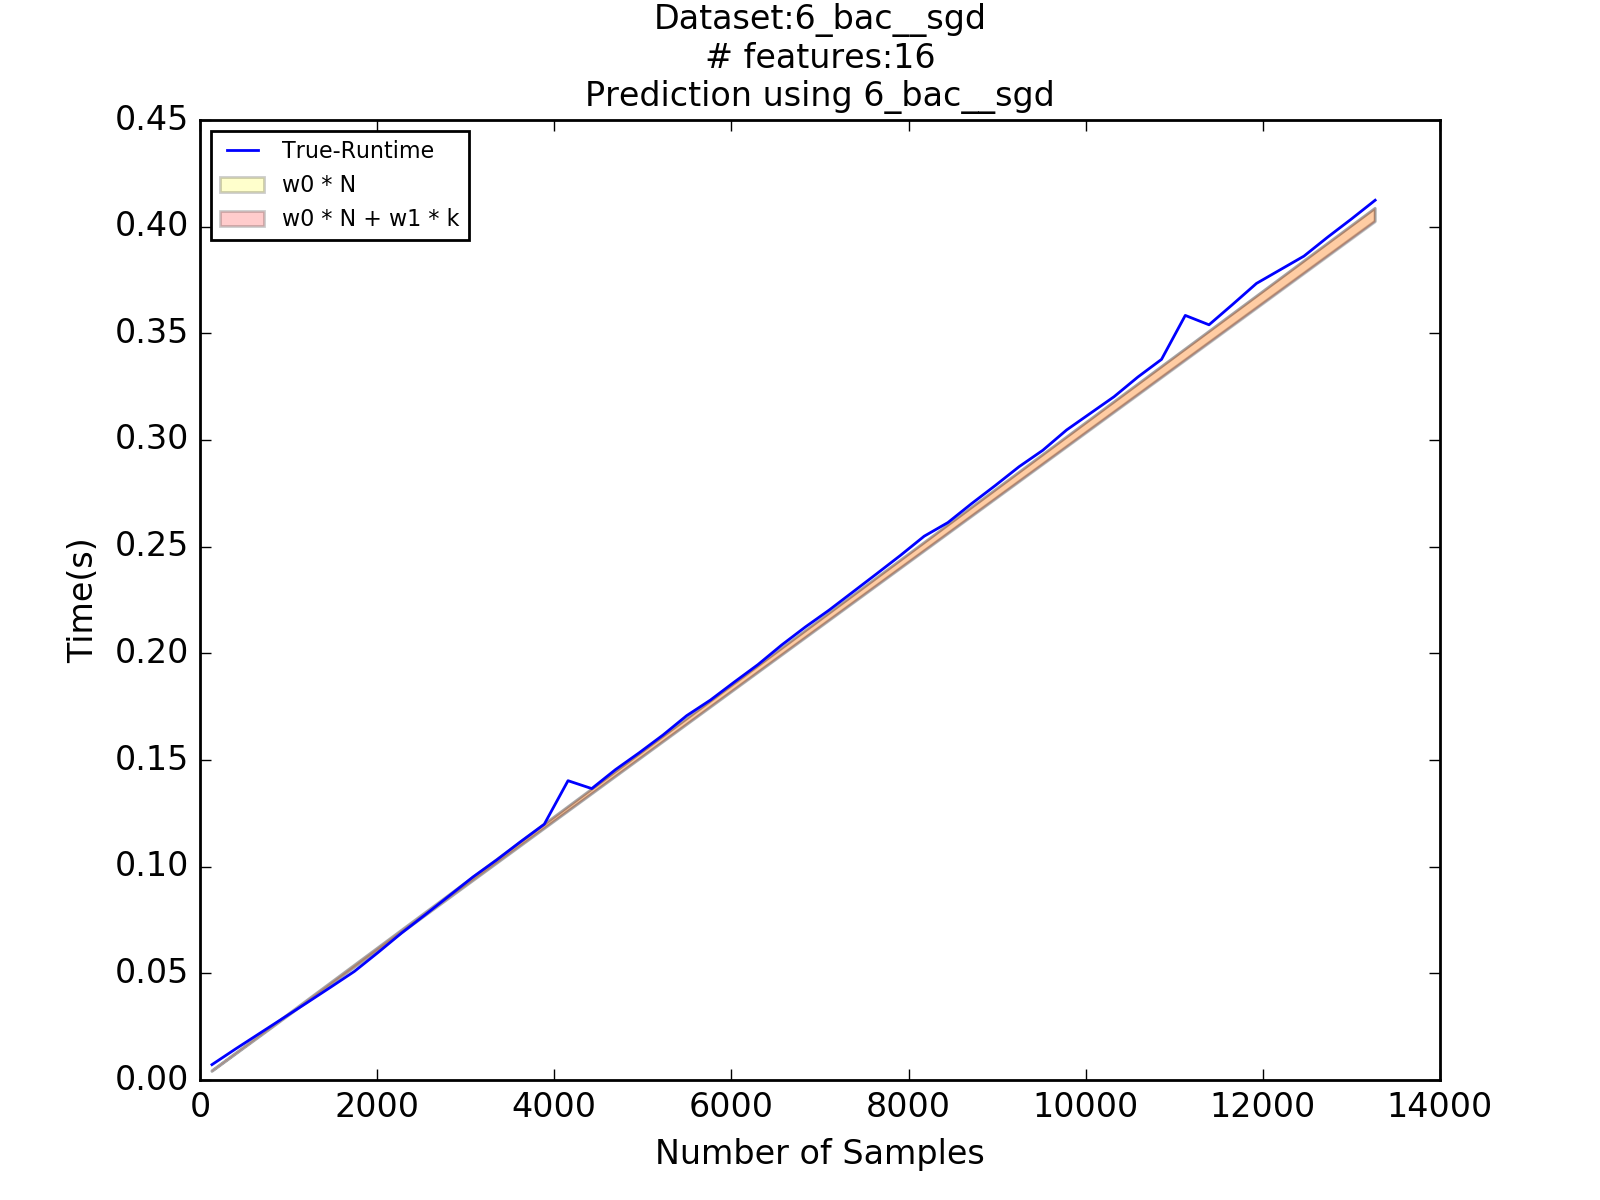 Dataset:6_bac__sgd
# features:16
Prediction using 6_bac__sgd
True-Runtime
w0 * N
w0 * N + w1 * k
0.45
0.40
0.35
0.30
0.25
0.20
0.15
0.10
0.05
0.00
Time(s)
0 2000 4000 6000 8000 10000 12000 14000
Number of Samples